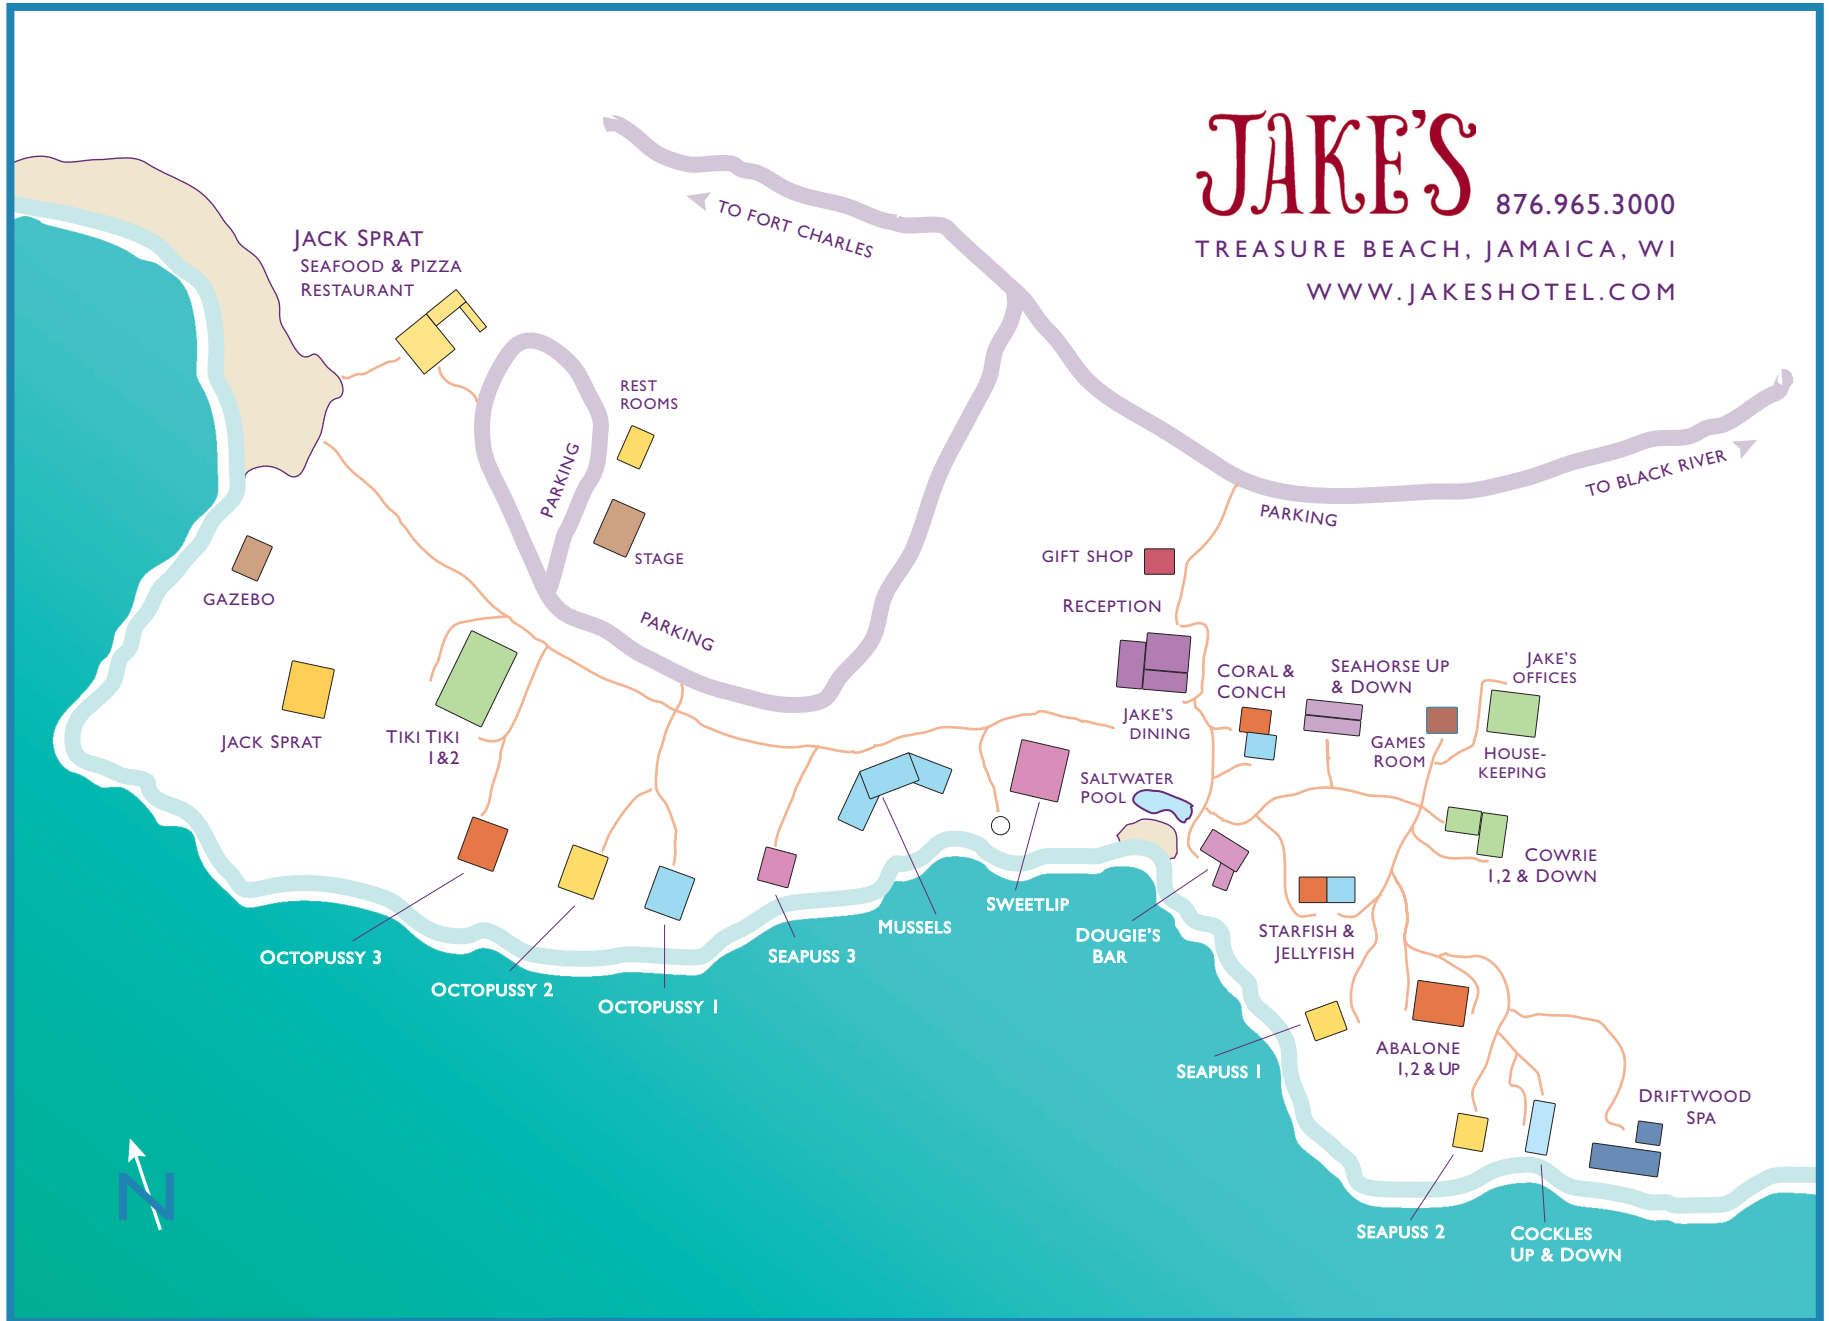 JAKE'S 876.965.3000
TREASURE BEACH, JAMAICA, WI
WWW.JAKESHOTEL.COM
TO FORT CHARLES
JACK SPRAT
SEAFOOD & PIZZA
RESTAURANT
REST
ROOMS
PARKING
STAGE
PARKING
TO BLACK RIVER
PARKING
GIFT SHOP
RECEPTION
GAZEBO
JACK SPRAT
TIKI TIKI
1&2
JAKE'S
DINING
CORAL &
CONCH
SEAHORSE UP
& DOWN
JAKE'S
OFFICES
GAMES
ROOM
HOUSE-
KEEPING
SALTWATER
POOL
COWRIE
1,2 & DOWN
OCTOPUSSY 3
OCTOPUSSY 2
OCTOPUSSY 1
SEAPUSS 3
MUSSELS
SWEETLIP
DOUGIE'S
BAR
STARFISH &
JELLYFISH
SEAPUSS 1
ABALONE
1,2 & UP
DRIFTWOOD
SPA
SEAPUSS 2
COCKLES
UP & DOWN
N